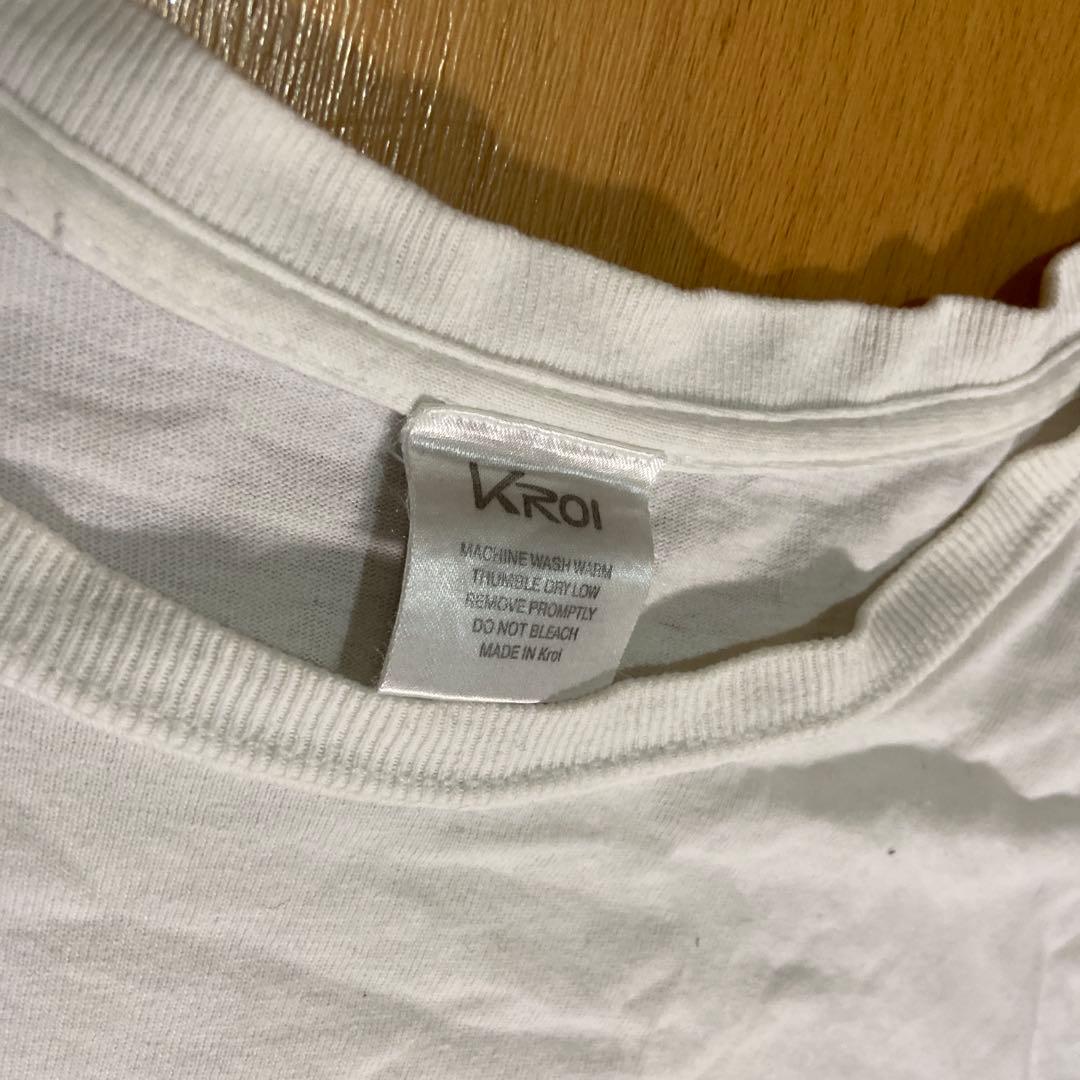 KROI
MACHINE WASH WARM
THUMBLE DRY LOW
REMOVE PROMPTLY
DO NOT BLEACH
MADE IN Kroi